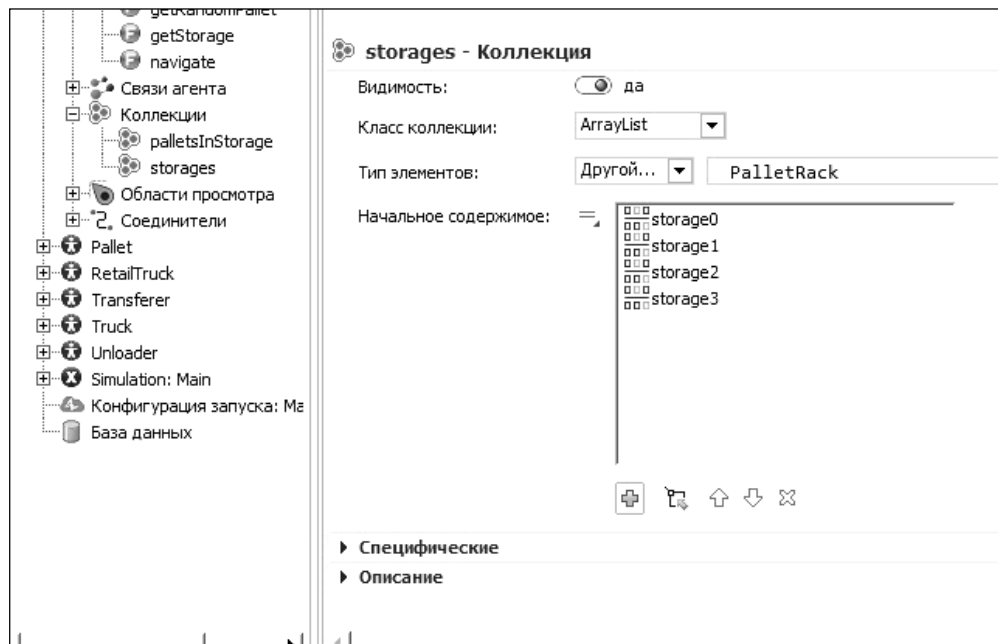 getRandomPallet
getStorage
navigate
Связи агента
Коллекции
palletsInStorage
storages
Области просмотра
Соединители
Pallet
RetailTruck
Transferer
Truck
Unloader
Simulation: Main
Конфигурация запуска: Ma
База данных
storages - Коллекция
Видимость: да
Класс коллекции: ArrayList
Тип элементов: Другой... PalletRack
Начальное содержимое: storage0
storage1
storage2
storage3
Специфические
Описание